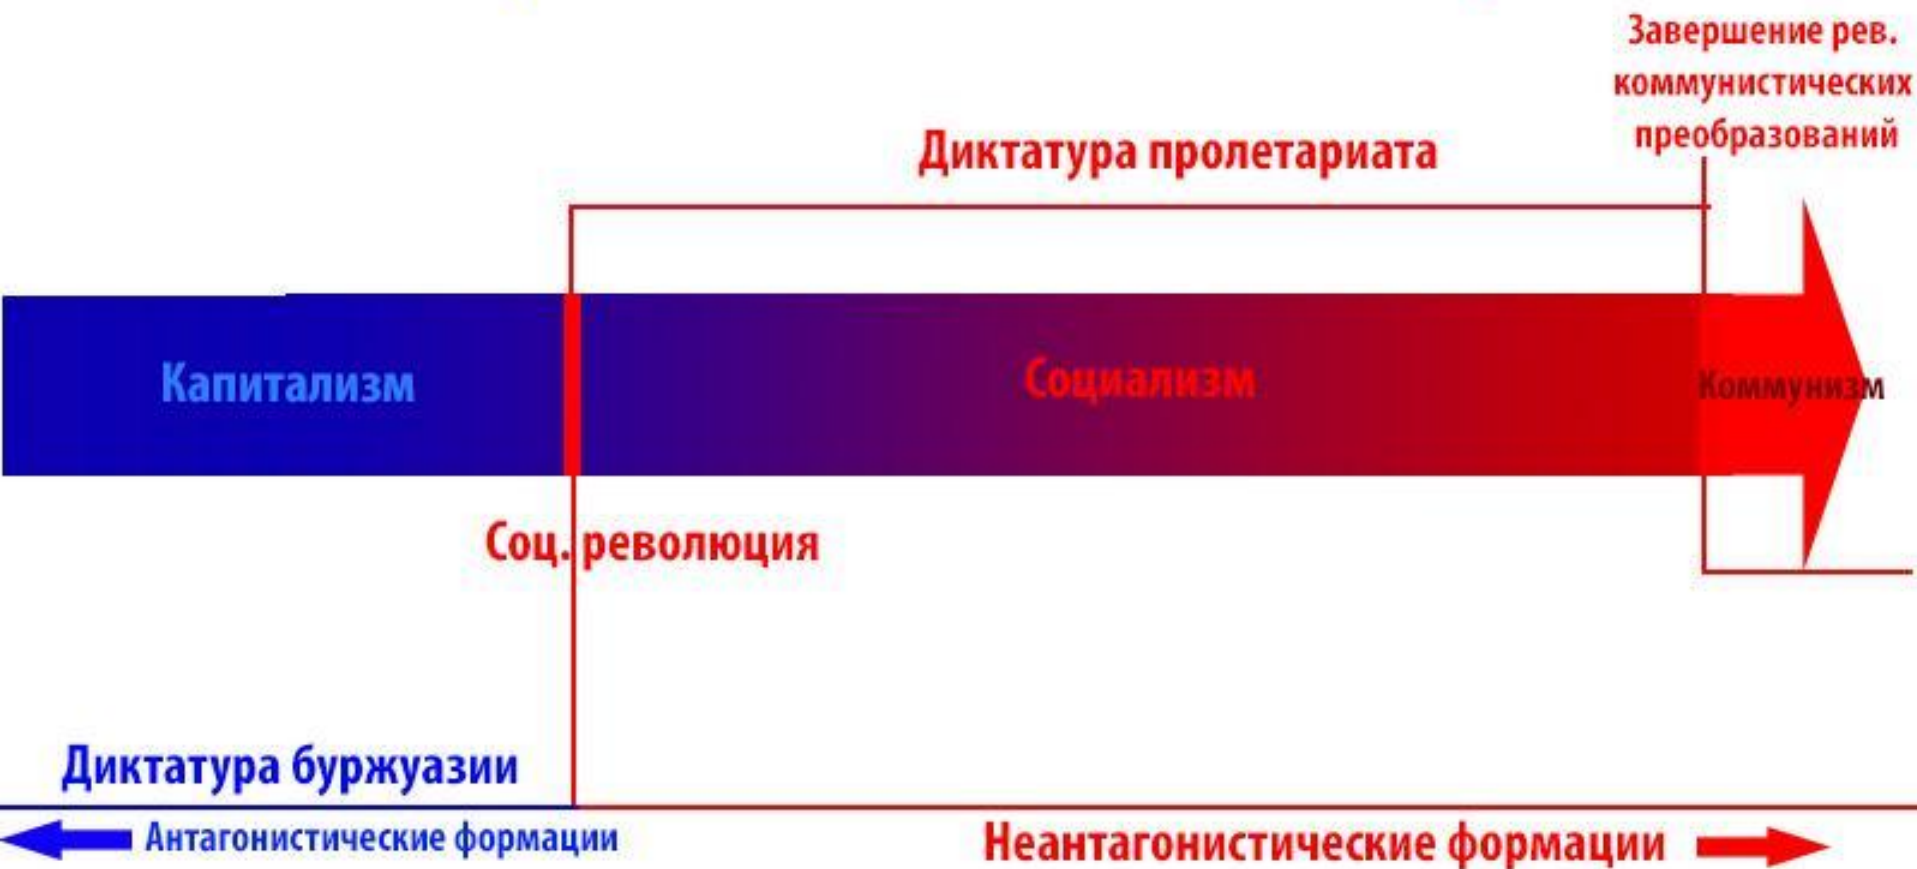 Завершение рев.
коммунистических
преобразований
Диктатура пролетариата
Капитализм
Социализм
Коммунизм
Соц. революция
Диктатура буржуазии
Антагонистические формации
Неантагонистические формации